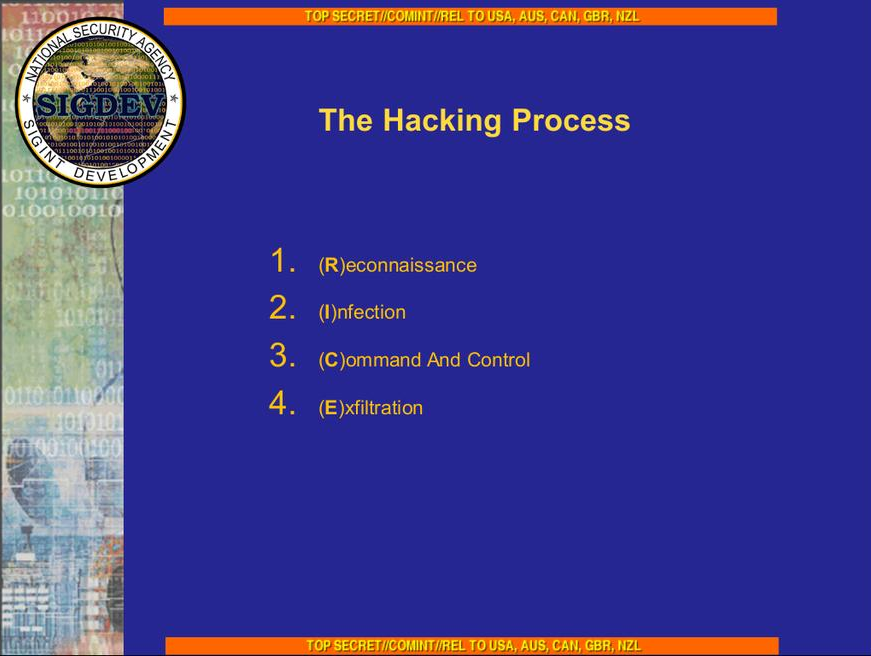 TOP SECRET//COMINT//REL TO USA, AUS, CAN, GBR, NZL
NATIONAL SECURITY AGENCY
SIGDEV
SIGINT DEVELOPMENT
The Hacking Process
1. (R)econnaissance
2. (I)nfection
3. (C)ommand And Control
4. (E)xfiltration
TOP SECRET//COMINT//REL TO USA, AUS, CAN, GBR, NZL